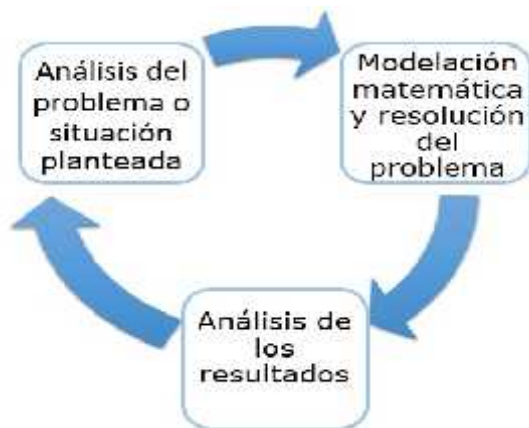 Análisis del
problema o
situación
planteada
Modelación
matemática
y resolución
del
problema
Análisis de
los
resultados